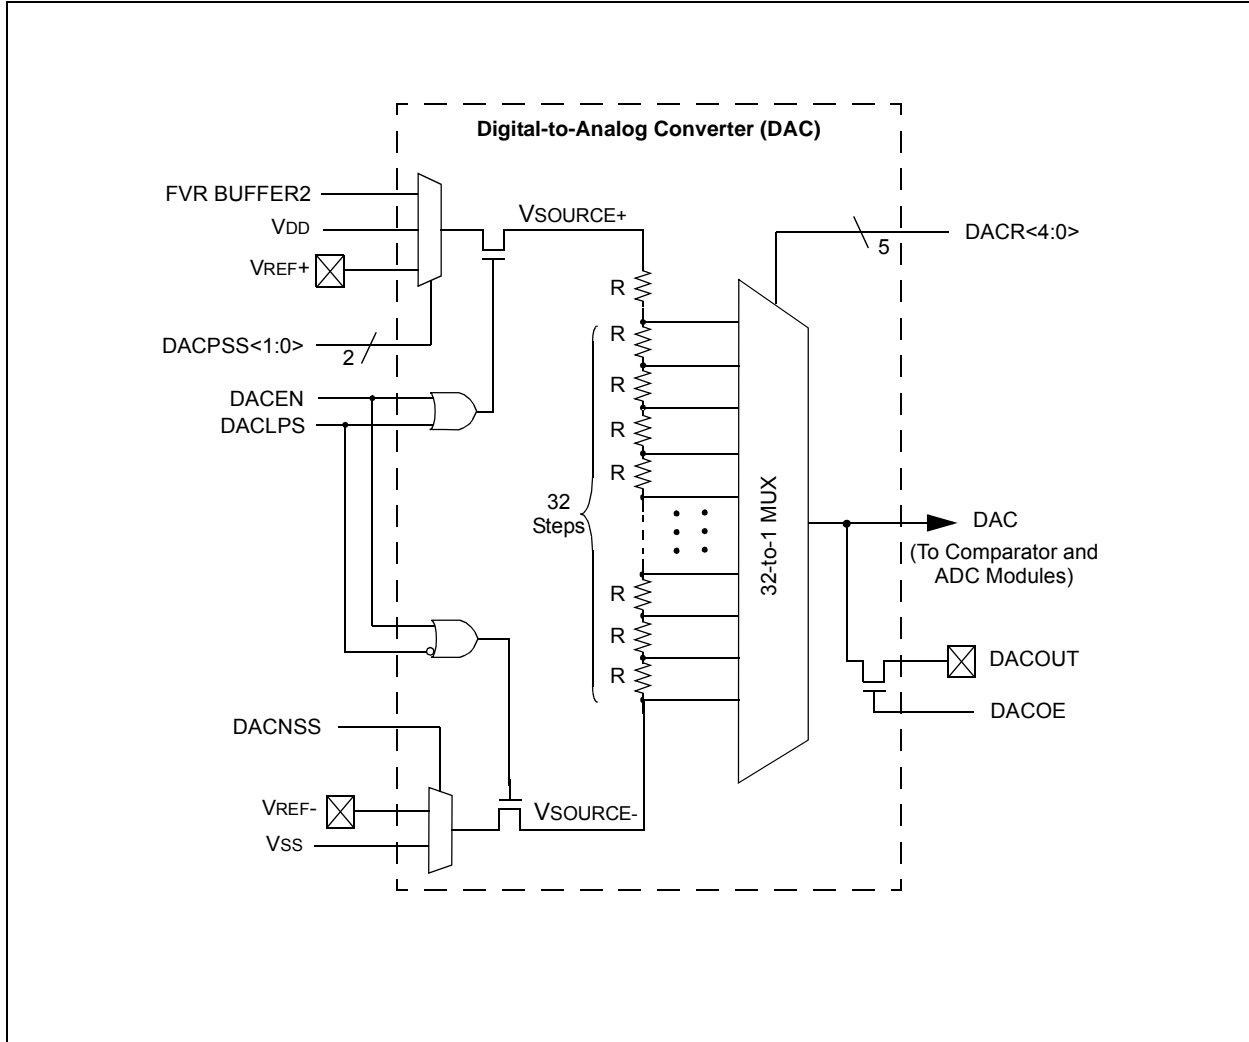 Digital-to-Analog Converter (DAC)
FVR BUFFER2
VDD
VSOURCE+
VREF+
5
DACR<4:0>
R
R
DACPSS<1:0>
2
R
DACEN
DACLPS
R
R
32
Steps
32-to-1 MUX
DAC
(To Comparator and
ADC Modules)
R
R
R
DACOUT
DACOE
DACNSS
VREF-
VSOURCE-
VSS